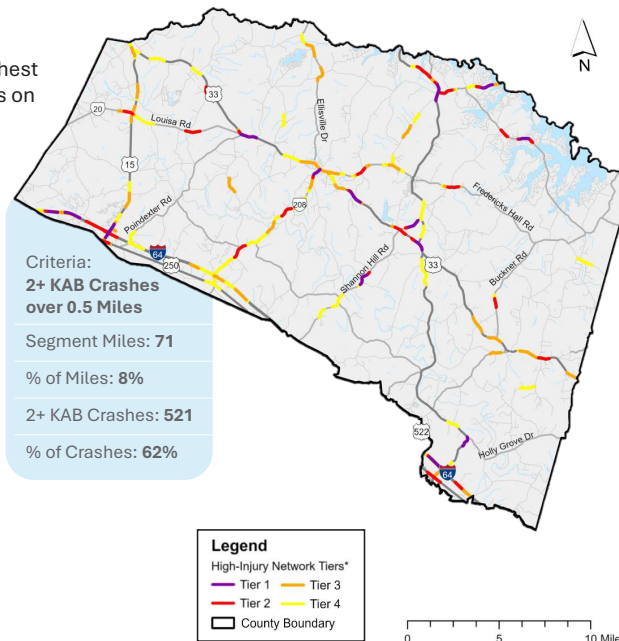 hest
s on
N
20
Louisa Rd
33
Ellisville Dr
15
Poindexter Rd
208
Fredericks Hall Rd
64
250
Shannon Hill Rd
33
Buckner Rd
Criteria:
2+ KAB Crashes
over 0.5 Miles
Segment Miles: 71
% of Miles: 8%
2+ KAB Crashes: 521
% of Crashes: 62%
522
Holly Grove Dr
64
Legend
High-Injury Network Tiers*
Tier 1 Tier 3
Tier 2 Tier 4
County Boundary
0 5 10 Mile